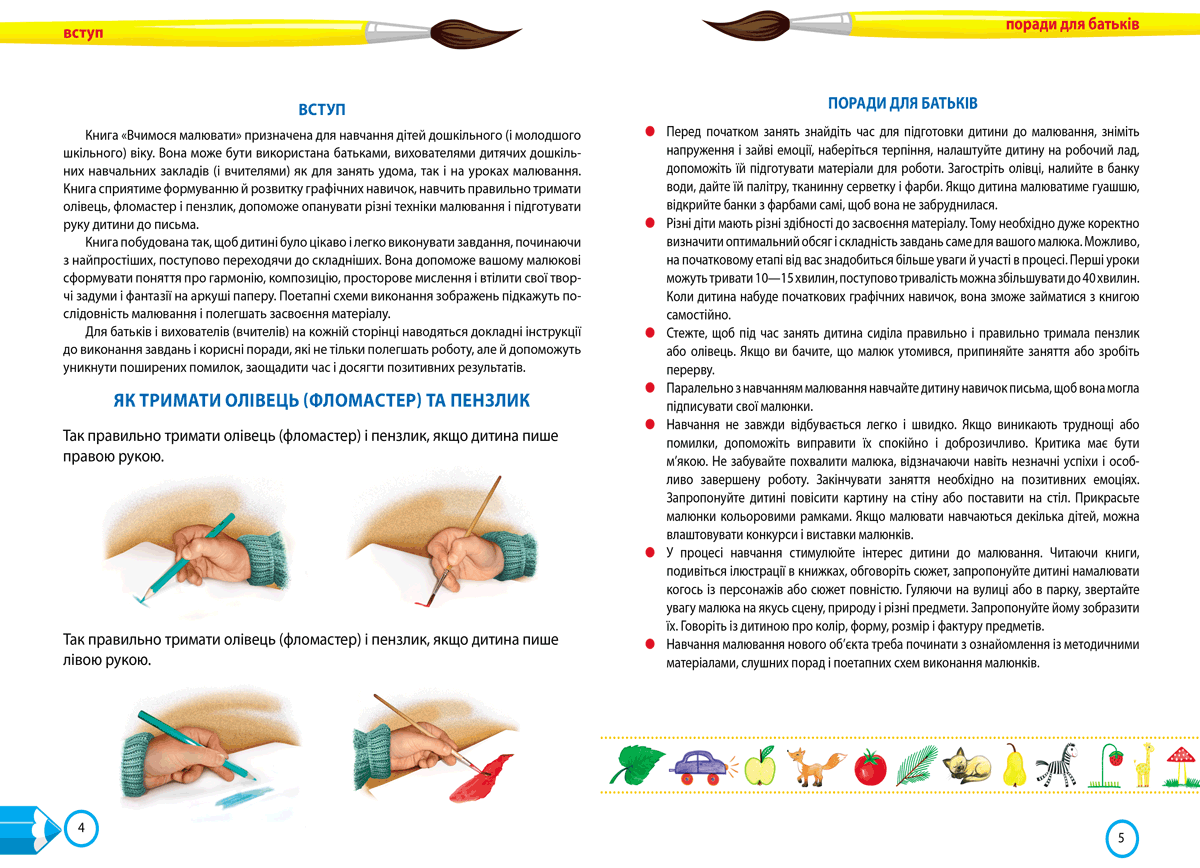 вступ
ВСТУП
Книга «Вчимося малювати» призначена для навчання дітей дошкільного (і молодшого
шкільного) віку. Вона може бути використана батьками, вихователями дитячих дошкіль-
них навчальних закладів (і вчителями) як для занять удома, так і на уроках малювання.
Книга сприятиме формуванню й розвитку графічних навичок, навчить правильно тримати
олівець, фломастер і пензлик, допоможе опанувати різні техніки малювання і підготувати
руку дитини до письма.
Книга побудована так, щоб дитині було цікаво і легко виконувати завдання, починаючи
з найпростіших, поступово переходячи до складніших. Вона допоможе вашому малюкові
сформувати поняття про гармонію, композицію, просторове мислення і втілити свої твор-
чі задуми і фантазії на аркуші паперу. Поетапні схеми виконання зображень підкажуть по-
слідовність малювання і полегшать засвоєння матеріалу.
Для батьків і вихователів (вчителів) на кожній сторінці наводяться докладні інструкції
до виконання завдань і корисні поради, які не тільки полегшать роботу, але й допоможуть
уникнути поширених помилок, заощадити час і досягти позитивних результатів.
ЯК ТРИМАТИ ОЛІВЕЦЬ (ФЛОМАСТЕР) ТА ПЕНЗЛИК
Так правильно тримати олівець (фломастер) і пензлик, якщо дитина пише
правою рукою.
Так правильно тримати олівець (фломастер) і пензлик, якщо дитина пише
лівою рукою.
4
поради для батьків
ПОРАДИ ДЛЯ БАТЬКІВ
Перед початком занять знайдіть час для підготовки дитини до малювання, зніміть
напруження і зайві емоції, наберіться терпіння, налаштуйте дитину на робочий лад,
допоможіть їй підготувати матеріали для роботи. Загостріть олівці, налийте в банку
води, дайте їй палітру, тканинну серветку і фарби. Якщо дитина малюватиме гуашшю,
відкрийте банки з фарбами самі, щоб вона не забруднилася.
Різні діти мають різні здібності до засвоєння матеріалу. Тому необхідно дуже коректно
визначити оптимальний обсяг і складність завдань саме для вашого малюка. Можливо,
на початковому етапі від вас знадобиться більше уваги й участі в процесі. Перші уроки
можуть тривати 10—15 хвилин, поступово тривалість можна збільшувати до 40 хвилин.
Коли дитина набуде початкових графічних навичок, вона зможе займатися з книгою
самостійно.
Стежте, щоб під час занять дитина сиділа правильно і правильно тримала пензлик
або олівець. Якщо ви бачите, що малюк утомився, припиняйте заняття або зробіть
перерву.
Паралельно з навчанням малювання навчайте дитину навичок письма, щоб вона могла
підписувати свої малюнки.
Навчання не завжди відбувається легко і швидко. Якщо виникають труднощі або
помилки, допоможіть виправити їх спокійно і доброзичливо. Критика має бути
м’якою. Не забувайте похвалити малюка, відзначаючи навіть незначні успіхи і особ-
ливо завершену роботу. Закінчувати заняття необхідно на позитивних емоціях.
Запропонуйте дитині повісити картину на стіну або поставити на стіл. Прикрасьте
малюнки кольоровими рамками. Якщо малювати навчаються декілька дітей, можна
влаштовувати конкурси і виставки малюнків.
У процесі навчання стимулюйте інтерес дитини до малювання. Читаючи книги,
подивіться ілюстрації в книжках, обговоріть сюжет, запропонуйте дитині намалювати
когось із персонажів або сюжет повністю. Гуляючи на вулиці або в парку, звертайте
увагу малюка на якусь сцену, природу і різні предмети. Запропонуйте йому зобразити
їх. Говоріть із дитиною про колір, форму, розмір і фактуру предметів.
Навчання малювання нового об’єкта треба починати з ознайомлення із методичними
матеріалами, слушних порад і поетапних схем виконання малюнків.
5